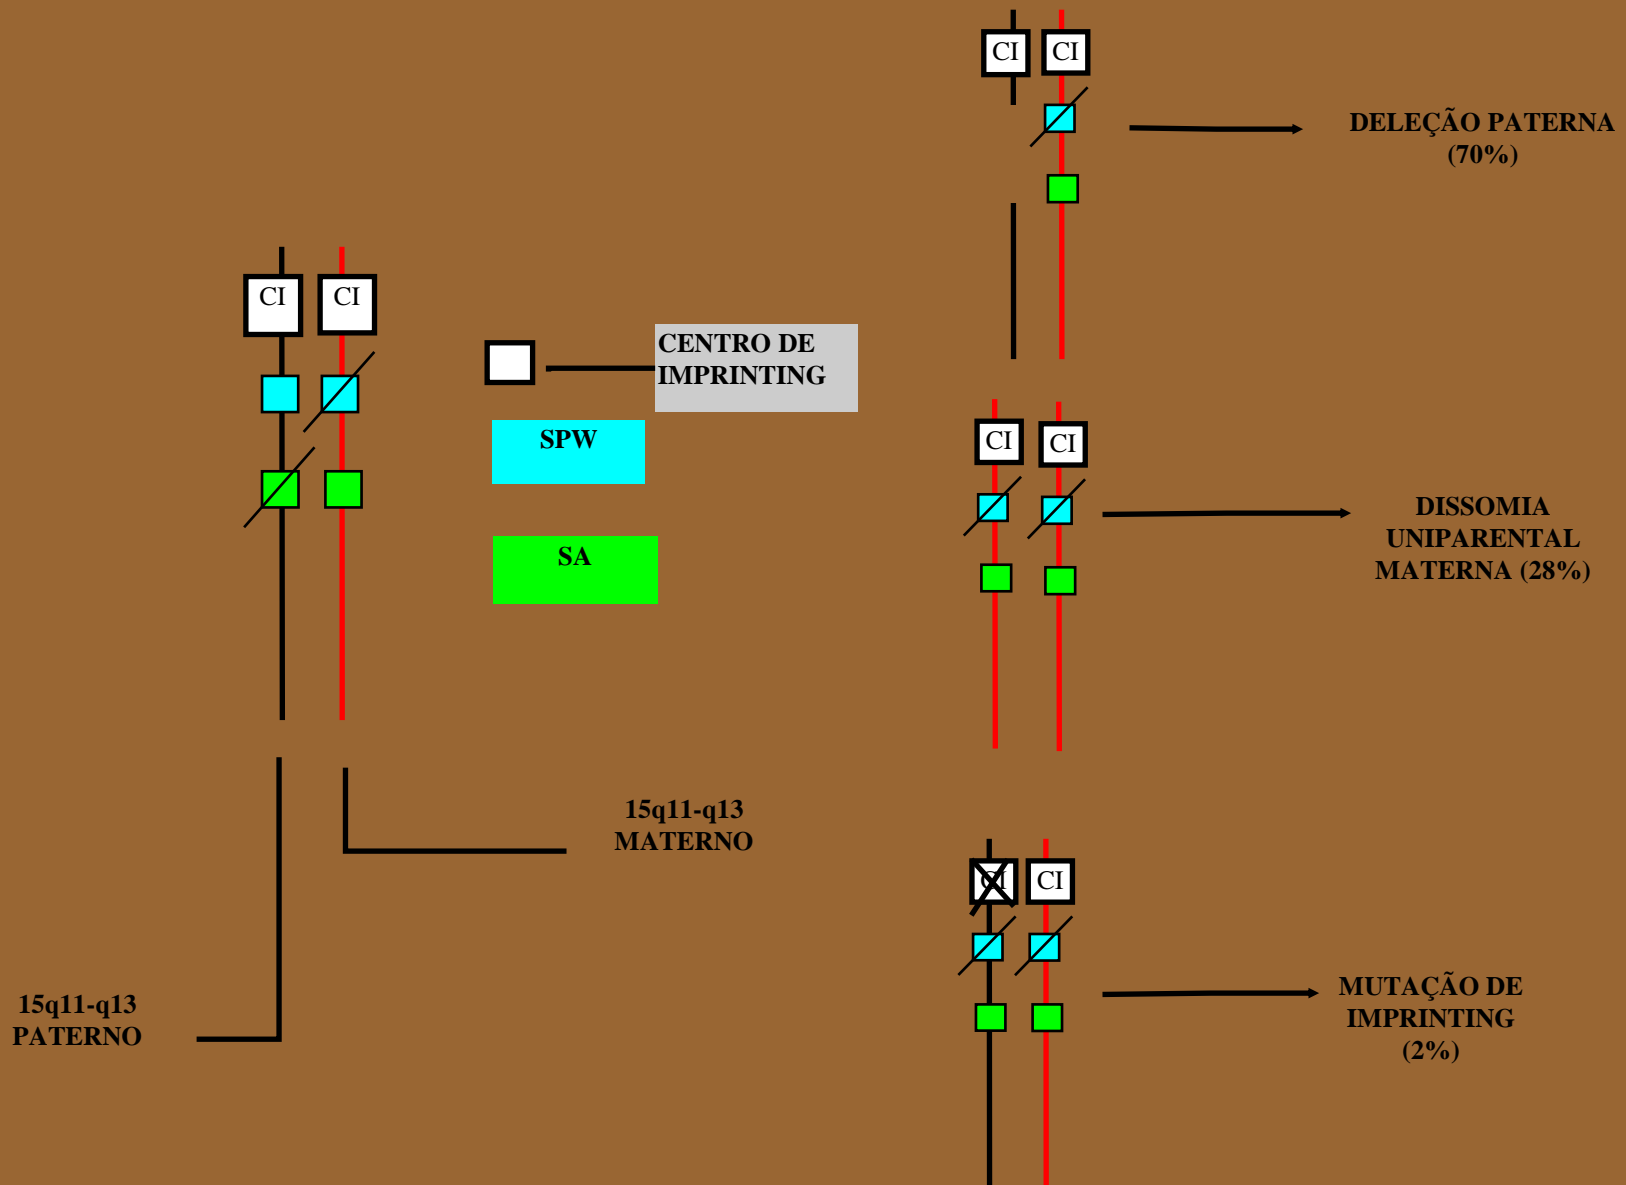 CI
CI
DELEÇÃO PATERNA
(70%)
CI
CI
CENTRO DE
IMPRINTING
SPW
SA
CI
CI
DISSOMIA
UNIPARENTAL
MATERNA (28%)
15q11-q13
MATERNO
CI
CI
15q11-q13
PATERNO
MUTAÇÃO DE
IMPRINTING
(2%)